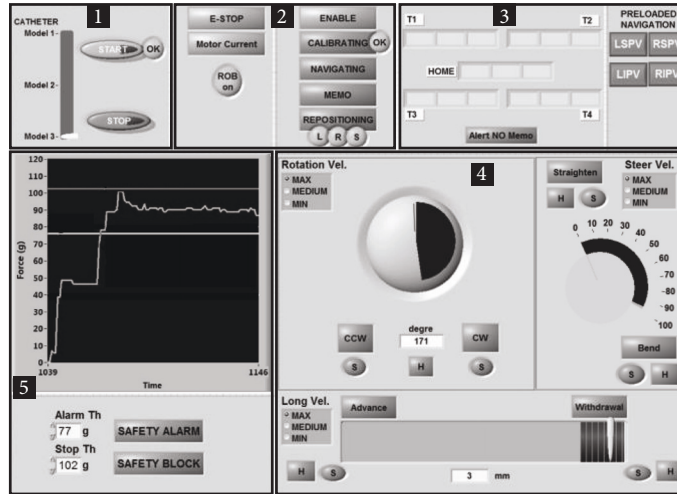 1
CATHETER
Model 1-
Model 2-
Model 3-
START
OK
STOP
2
E-STOP
Motor Current
ROB
on
ENABLE
CALIBRATING
OK
NAVIGATING
MEMO
REPOSITIONING
L R S
3
T1
T2
HOME
T3
T4
Alert NO Memo
PRELOADED
NAVIGATION
LSPV
RSPV
LIPV
RIPV
120
110
100
90
80
70
60
50
40
30
20
10
0
Force (g)
1039
1146
Time
5
Alarm Th
77 g
SAFETY ALARM
Stop Th
102 g
SAFETY BLOCK
4
Rotation Vel.
MAX
MEDIUM
MIN
degre
CCW
171
CW
S
H
S
Straighten
H
S
Steer Vel.
MAX
MEDIUM
MIN
0
10
20
30
40
50
60
70
80
90
100
Bend
S
H
Long Vel.
MAX
MEDIUM
MIN
Advance
Withdrawal
H
S
3 mm
S
H